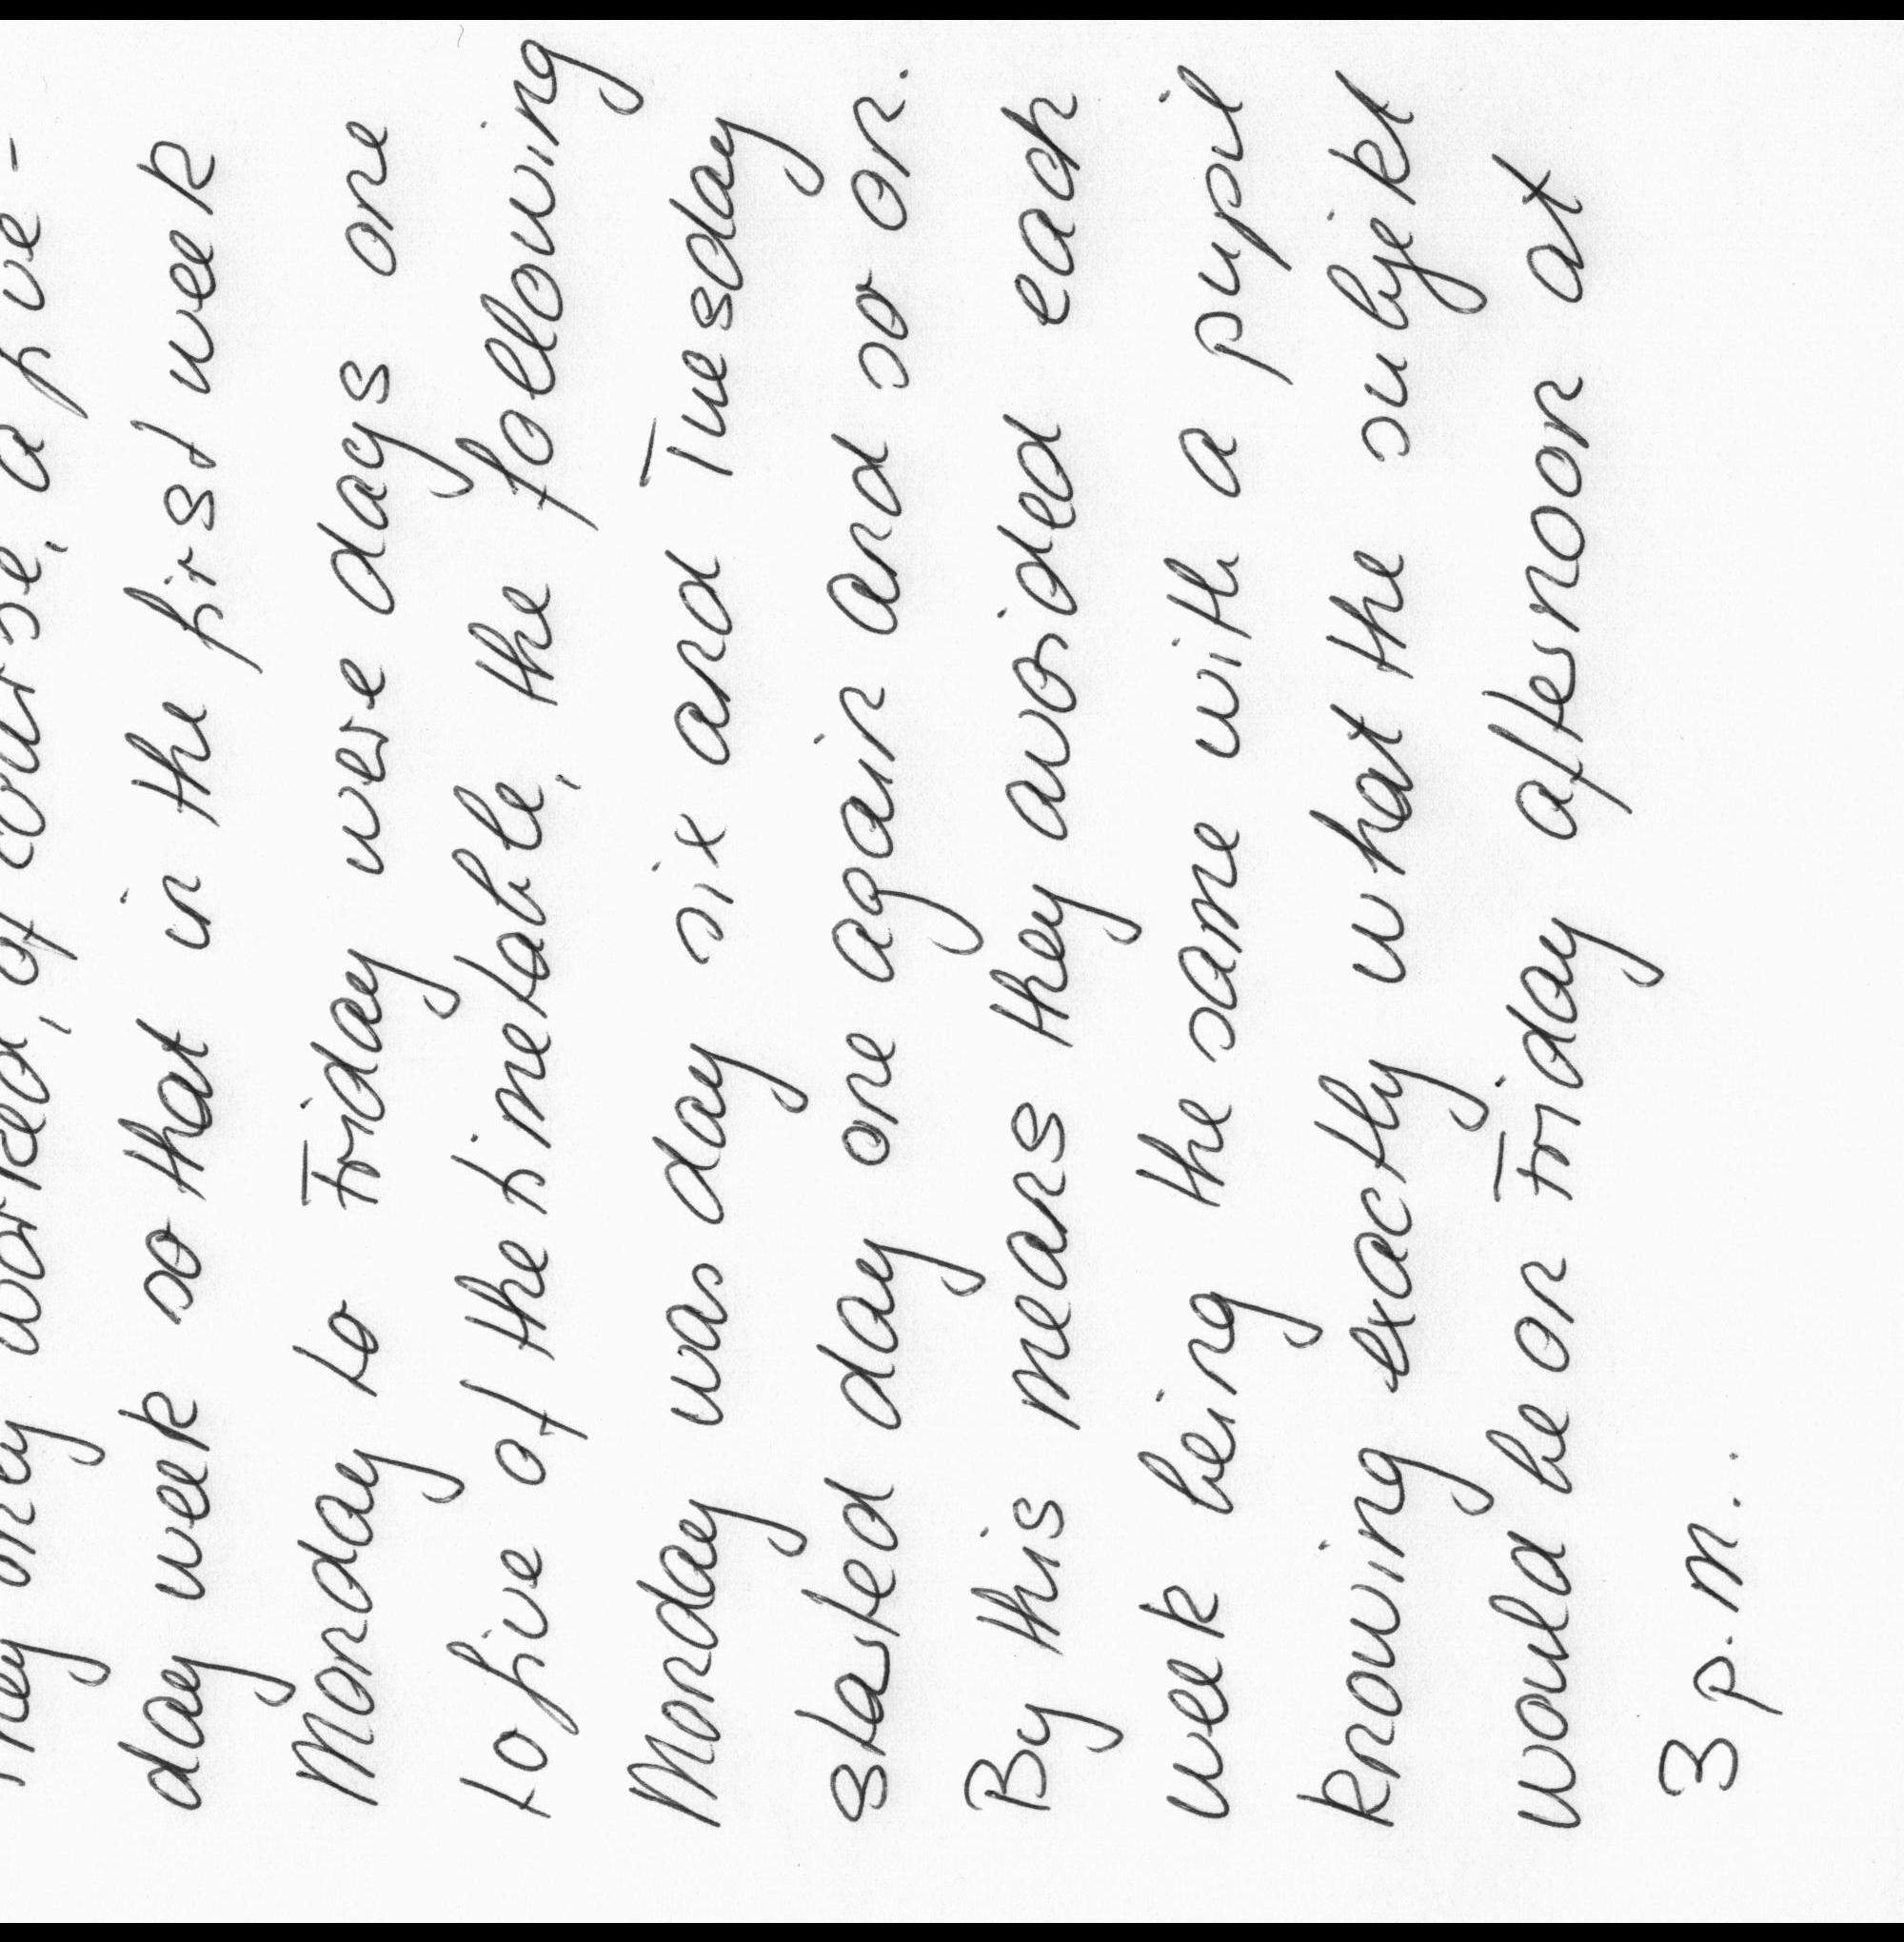 They only worked, of course, a five-
day week so that in the first week
Monday to Friday were days one
to five of the timetable, the following
Monday was day six and Tuesday
started day one again and so on.
By this means they avoided each
week being the same with a pupil
knowing exactly what the subjekt
would be on Friday afternoon at
3 p.m..